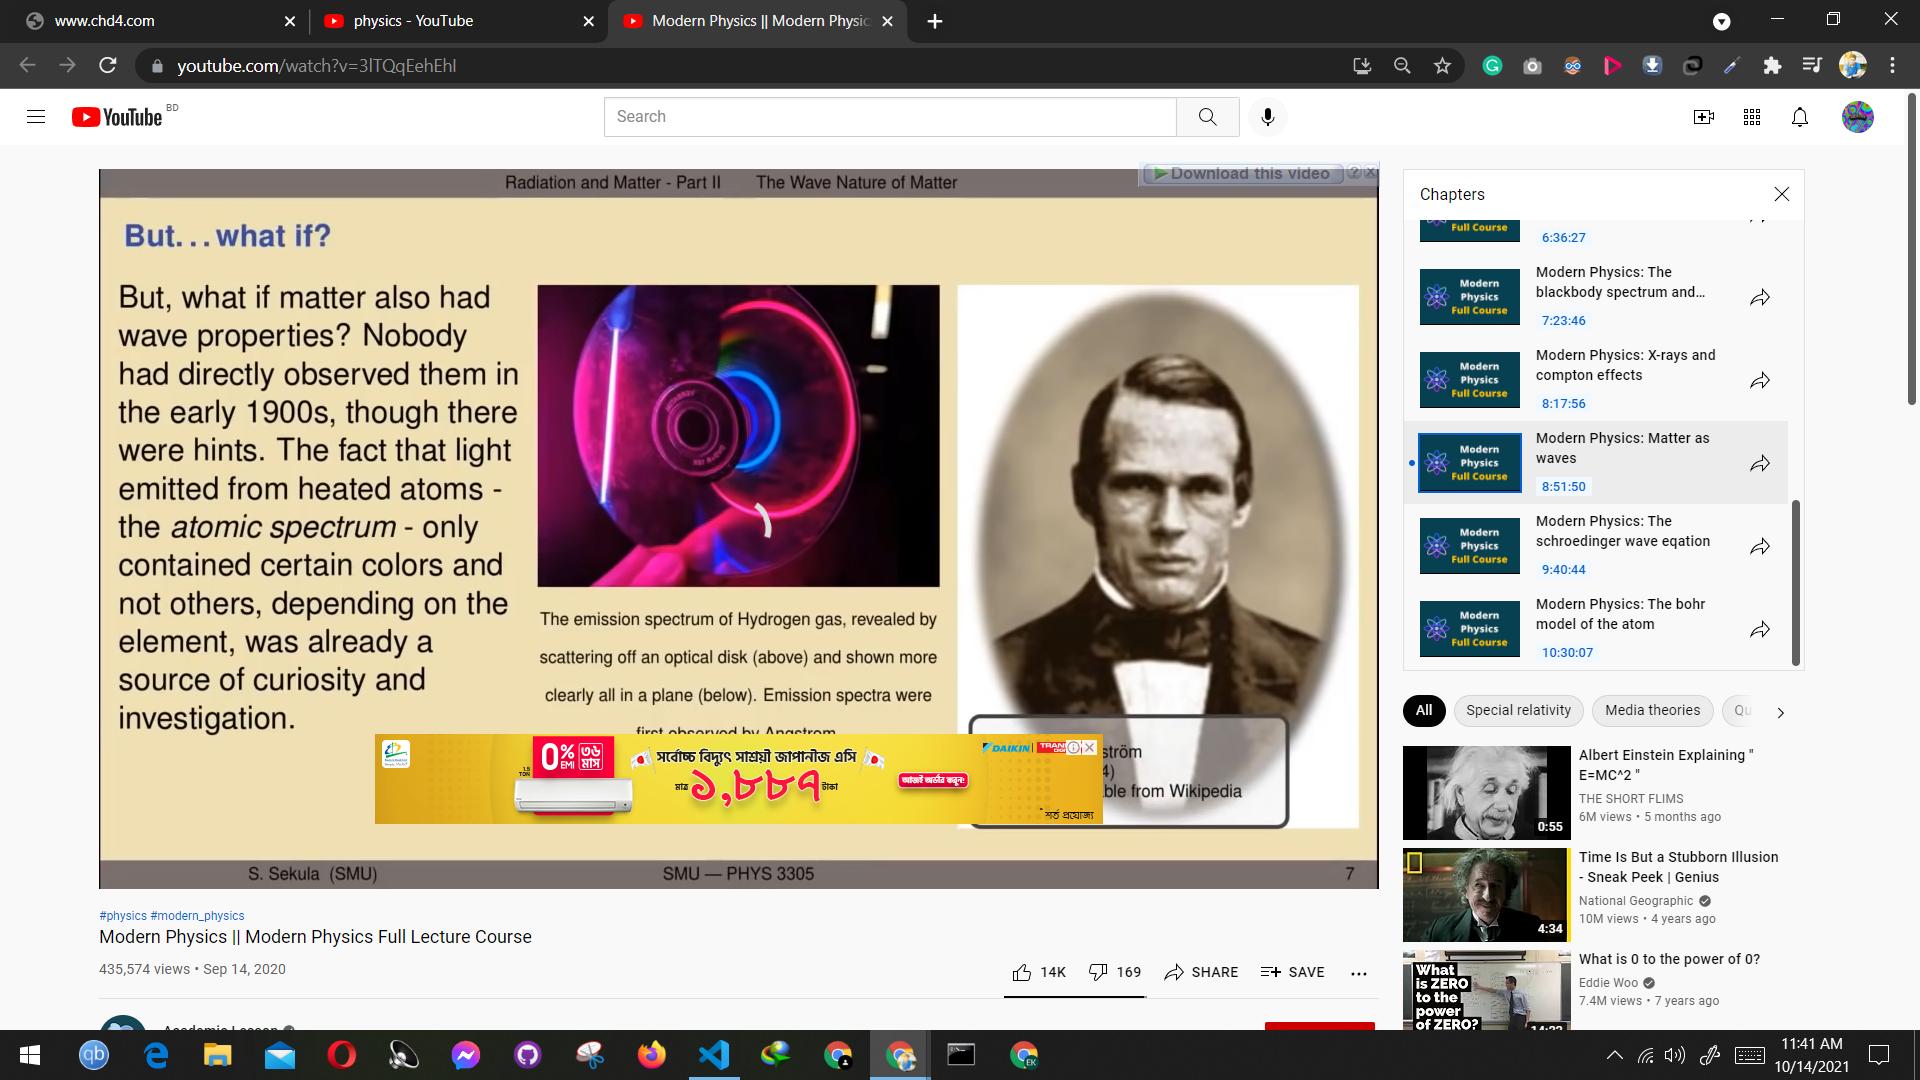 www.chd4.com
physics - YouTube
Modern Physics || Modern Physic
youtube.com/watch?v=3lTQqEehEhI
YouTube BD
Search
Radiation and Matter - Part II The Wave Nature of Matter
Download this video
But...what if?
But, what if matter also had
wave properties? Nobody
had directly observed them in
the early 1900s, though there
were hints. The fact that light
emitted from heated atoms -
the atomic spectrum - only
contained certain colors and
not others, depending on the
element, was already a
source of curiosity and
investigation.
The emission spectrum of Hydrogen gas, revealed by
scattering off an optical disk (above) and shown more
clearly all in a plane (below). Emission spectra were
first observed by Angstrom
ström
4)
ble from Wikipedia
0% EMI ৩৬ মাস
1.5 TON
সর্বোচ্চ বিদ্যুৎ সাশ্রয়ী জাপানীজ এসি
মাত্র ১,৮৮৭ টাকা
আজই অর্ডার করুন!
DAIKIN
*শর্ত প্রযোজ্য
S. Sekula (SMU) SMU — PHYS 3305 7
#physics #modern_physics
Modern Physics || Modern Physics Full Lecture Course
435,574 views • Sep 14, 2020
14K 169 SHARE SAVE
Academic Lesson
Chapters
Full Course
6:36:27
Modern Physics Full Course
Modern Physics: The
blackbody spectrum and...
7:23:46
Modern Physics Full Course
Modern Physics: X-rays and
compton effects
8:17:56
Modern Physics Full Course
Modern Physics: Matter as
waves
8:51:50
Modern Physics Full Course
Modern Physics: The
schroedinger wave eqation
9:40:44
Modern Physics Full Course
Modern Physics: The bohr
model of the atom
10:30:07
All Special relativity Media theories Qu
Albert Einstein Explaining "
E=MC^2 "
THE SHORT FLIMS
6M views • 5 months ago
0:55
Time Is But a Stubborn Illusion
- Sneak Peek | Genius
National Geographic
10M views • 4 years ago
4:34
What is 0 to the power of 0?
Eddie Woo
7.4M views • 7 years ago
What
is ZERO
to the
power
of ZERO?
14:22
qb
EK
11:41 AM
10/14/2021